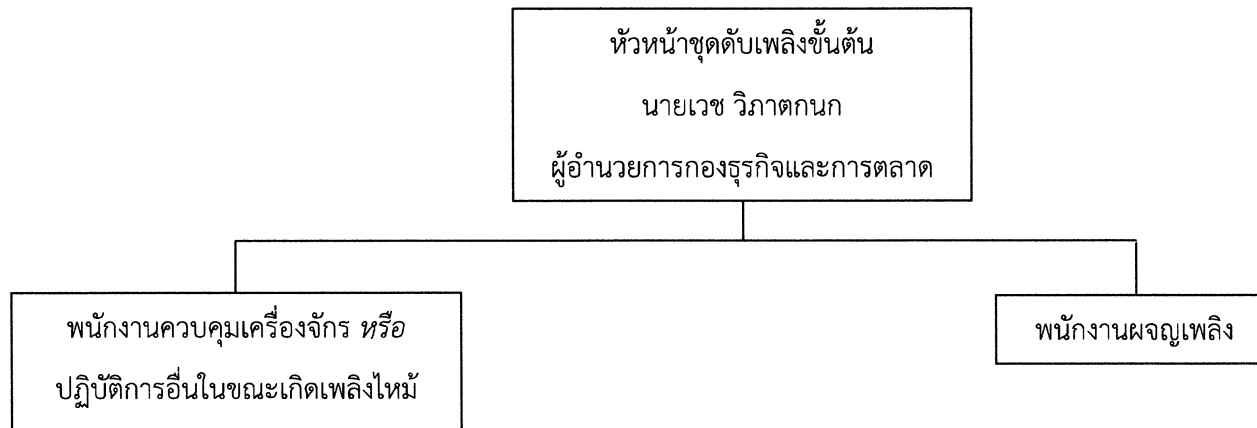 หัวหน้าชุดดับเพลิงขั้นต้น
นายเวช วิภาตกนก
ผู้อำนวยการกองธุรกิจและการตลาด
พนักงานควบคุมเครื่องจักร หรือ
ปฏิบัติการอื่นในขณะเกิดเพลิงไหม้
พนักงานผจญเพลิง